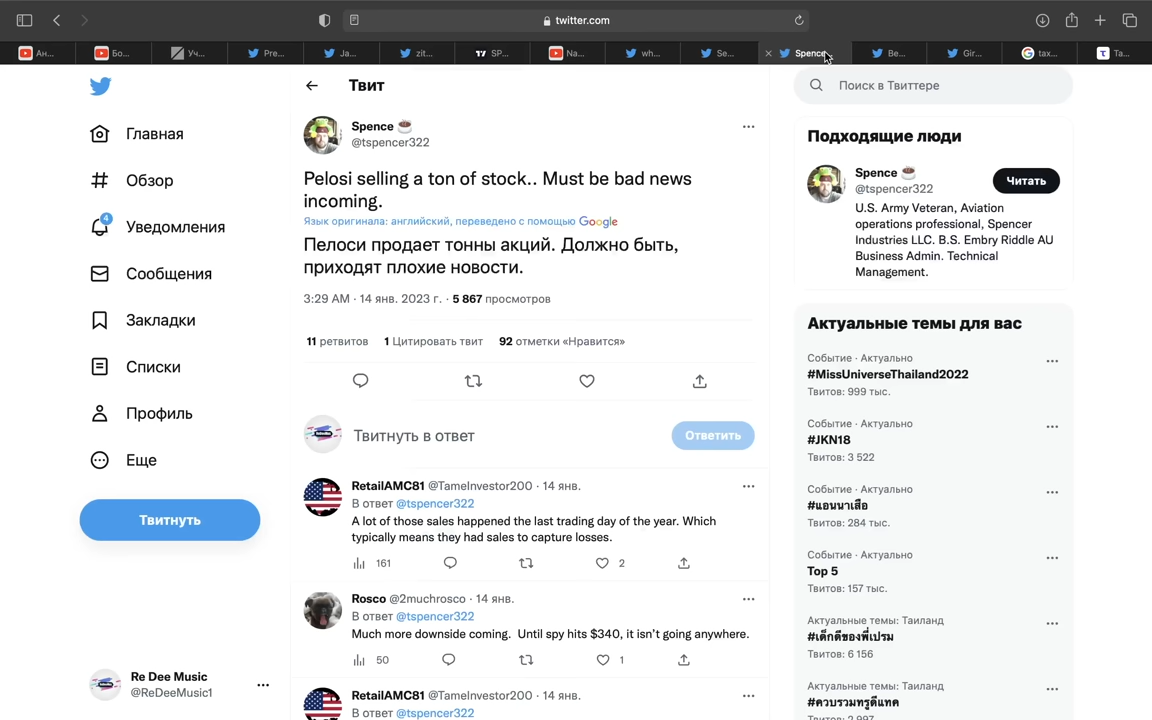 twitter.com
Ан...
Бо...
Уч...
Pre...
Ja...
zit...
SP...
Na...
wh...
Se...
Spence
Be...
Gir...
tax...
Ta...
Твит
Поиск в Твиттере
Главная
Обзор
4
Уведомления
Сообщения
Закладки
Списки
Профиль
Еще
Твитнуть
Re Dee Music
@ReDeeMusic1
Spence
@tspencer322
Pelosi selling a ton of stock.. Must be bad news
incoming.
Язык оригинала: английский, переведено с помощью Google
Пелоси продает тонны акций. Должно быть,
приходят плохие новости.
3:29 AM · 14 янв. 2023 г. · 5 867 просмотров
11 ретвитов 1 Цитировать твит 92 отметки «Нравится»
Твитнуть в ответ
Ответить
RetailAMC81 @TameInvestor200 · 14 янв.
В ответ @tspencer322
A lot of those sales happened the last trading day of the year. Which
typically means they had sales to capture losses.
161 2
Rosco @2muchrosco · 14 янв.
В ответ @tspencer322
Much more downside coming. Until spy hits $340, it isn't going anywhere.
50 1
RetailAMC81 @TameInvestor200 · 14 янв.
В ответ @tspencer322
Подходящие люди
Spence
@tspencer322
Читать
U.S. Army Veteran, Aviation
operations professional, Spencer
Industries LLC. B.S. Embry Riddle AU
Business Admin. Technical
Management.
Актуальные темы для вас
Событие · Актуально
#MissUniverseThailand2022
Твитов: 999 тыс.
Событие · Актуально
#JKN18
Твитов: 3 522
Событие · Актуально
#แอนนาเสือ
Твитов: 284 тыс.
Событие · Актуально
Top 5
Твитов: 157 тыс.
Актуальные темы: Таиланд
#เด็กดีของพี่เปรม
Твитов: 6 156
Актуальные темы: Таиланд
#ควบรวมทรูดีแทค
Твитов: 2 997